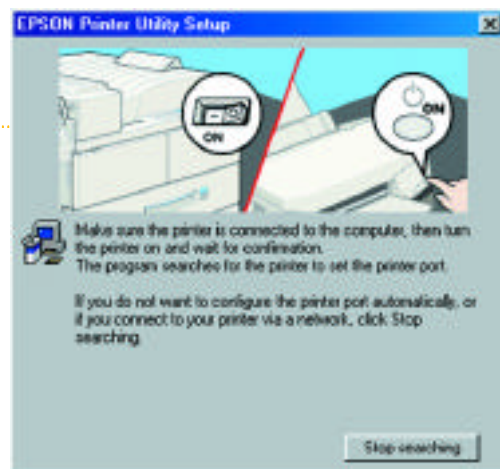 EPSON Printer Utility Setup
ON
ON
Make sure the printer is connected to the computer, then turn
the printer on and wait for confirmation.
The program searches for the printer to set the printer port.
If you do not want to configure the printer port automatically, or
if you connect to your printer via a network, click Stop
searching.
Stop searching